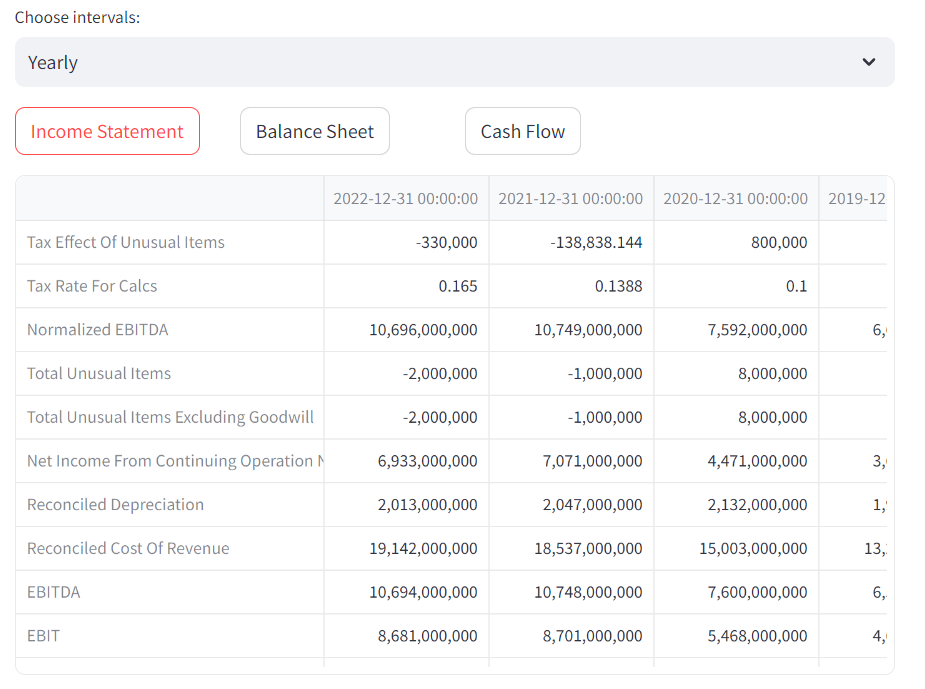 Choose intervals:
Yearly
Income Statement Balance Sheet Cash Flow
2022-12-31 00:00:00 2021-12-31 00:00:00 2020-12-31 00:00:00 2019-12
Tax Effect Of Unusual Items -330,000 -138,838.144 800,000
Tax Rate For Calcs 0.165 0.1388 0.1
Normalized EBITDA 10,696,000,000 10,749,000,000 7,592,000,000 6,
Total Unusual Items -2,000,000 -1,000,000 8,000,000
Total Unusual Items Excluding Goodwill -2,000,000 -1,000,000 8,000,000
Net Income From Continuing Operation 6,933,000,000 7,071,000,000 4,471,000,000 3,
Reconciled Depreciation 2,013,000,000 2,047,000,000 2,132,000,000 1,
Reconciled Cost Of Revenue 19,142,000,000 18,537,000,000 15,003,000,000 13,
EBITDA 10,694,000,000 10,748,000,000 7,600,000,000 6,
EBIT 8,681,000,000 8,701,000,000 5,468,000,000 4,